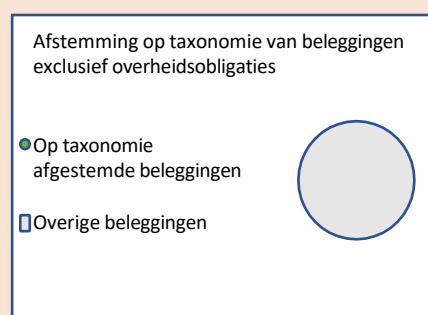 Afstemming op taxonomie van beleggingen
exclusief overheidsobligaties
Op taxonomie
afgestemde beleggingen
Overige beleggingen